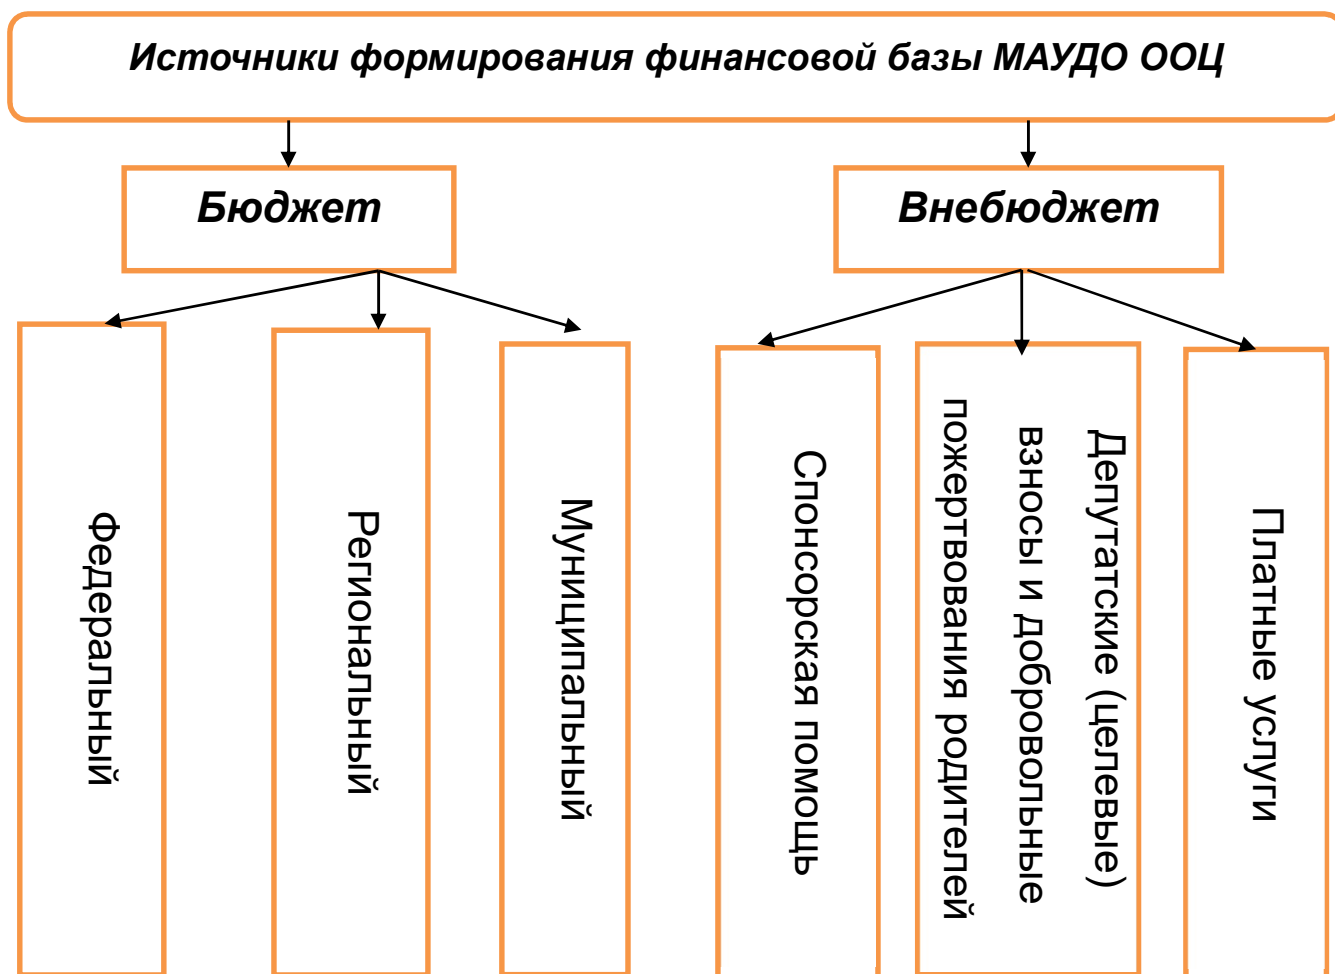 Источники формирования финансовой базы МАУДО ООЦ
Бюджет
Внебюджет
Федеральный
Региональный
Муниципальный
Спонсорская помощь
Депутатские (целевые)
взносы и добровольные
пожертвования родителей
Платные услуги